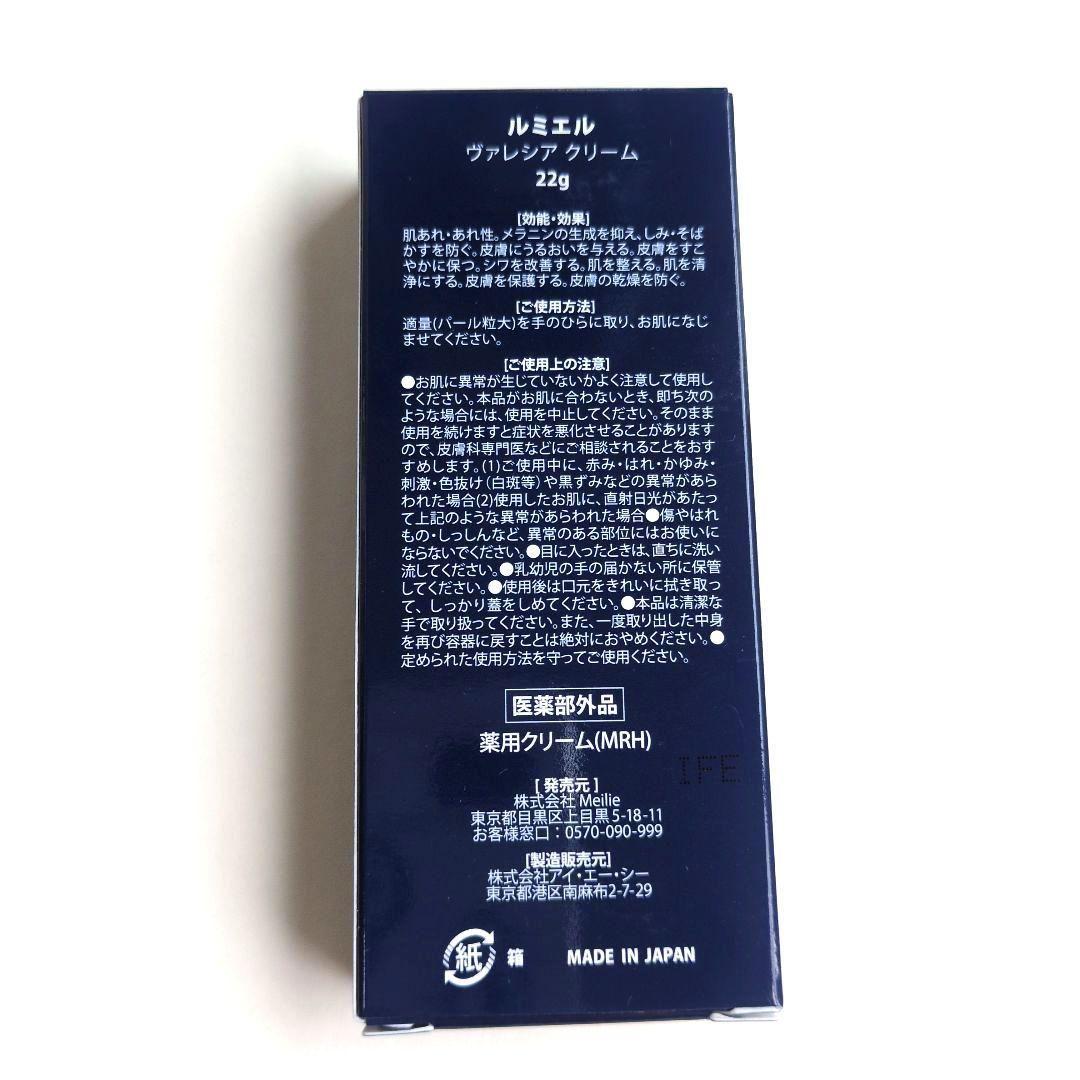 ルミエル
ヴァレシア クリーム
22g
[効能・効果]
肌あれ・あれ性。メラニンの生成を抑え、しみ・そば
かすを防ぐ。皮膚にうるおいを与える。皮膚をすこ
やかに保つ。シワを改善する。肌を整える。肌を清
浄にする。皮膚を保護する。皮膚の乾燥を防ぐ。
[ご使用方法]
適量(パール粒大)を手のひらに取り、お肌になじ
ませてください。
[ご使用上の注意]
●お肌に異常が生じていないかよく注意して使用し
てください。本品がお肌に合わないとき、即ち次の
ような場合には、使用を中止してください。そのまま
使用を続けますと症状を悪化させることがあります
ので、皮膚科専門医などにご相談されることをおす
すめします。(1)ご使用中に、赤み・はれ・かゆみ・
刺激・色抜け(白斑等)や黒ずみなどの異常があら
われた場合(2)使用したお肌に、直射日光があたっ
て上記のような異常があらわれた場合●傷やはれ
もの・しっしんなど、異常のある部位にはお使いに
ならないでください。●目に入ったときは、直ちに洗い
流してください。●乳幼児の手の届かない所に保管
してください。●使用後は口元をきれいに拭き取っ
て、しっかり蓋をしめてください。●本品は清潔な
手で取り扱ってください。また、一度取り出した中身
を再び容器に戻すことは絶対におやめください。●
定められた使用方法を守ってご使用ください。
医薬部外品
薬用クリーム(MRH)
IFE
[ 発売元 ]
株式会社 Meilie
東京都目黒区上目黒5-18-11
お客様窓口：0570-090-999
[製造販売元]
株式会社アイ・エー・シー
東京都港区南麻布2-7-29
紙 箱 MADE IN JAPAN